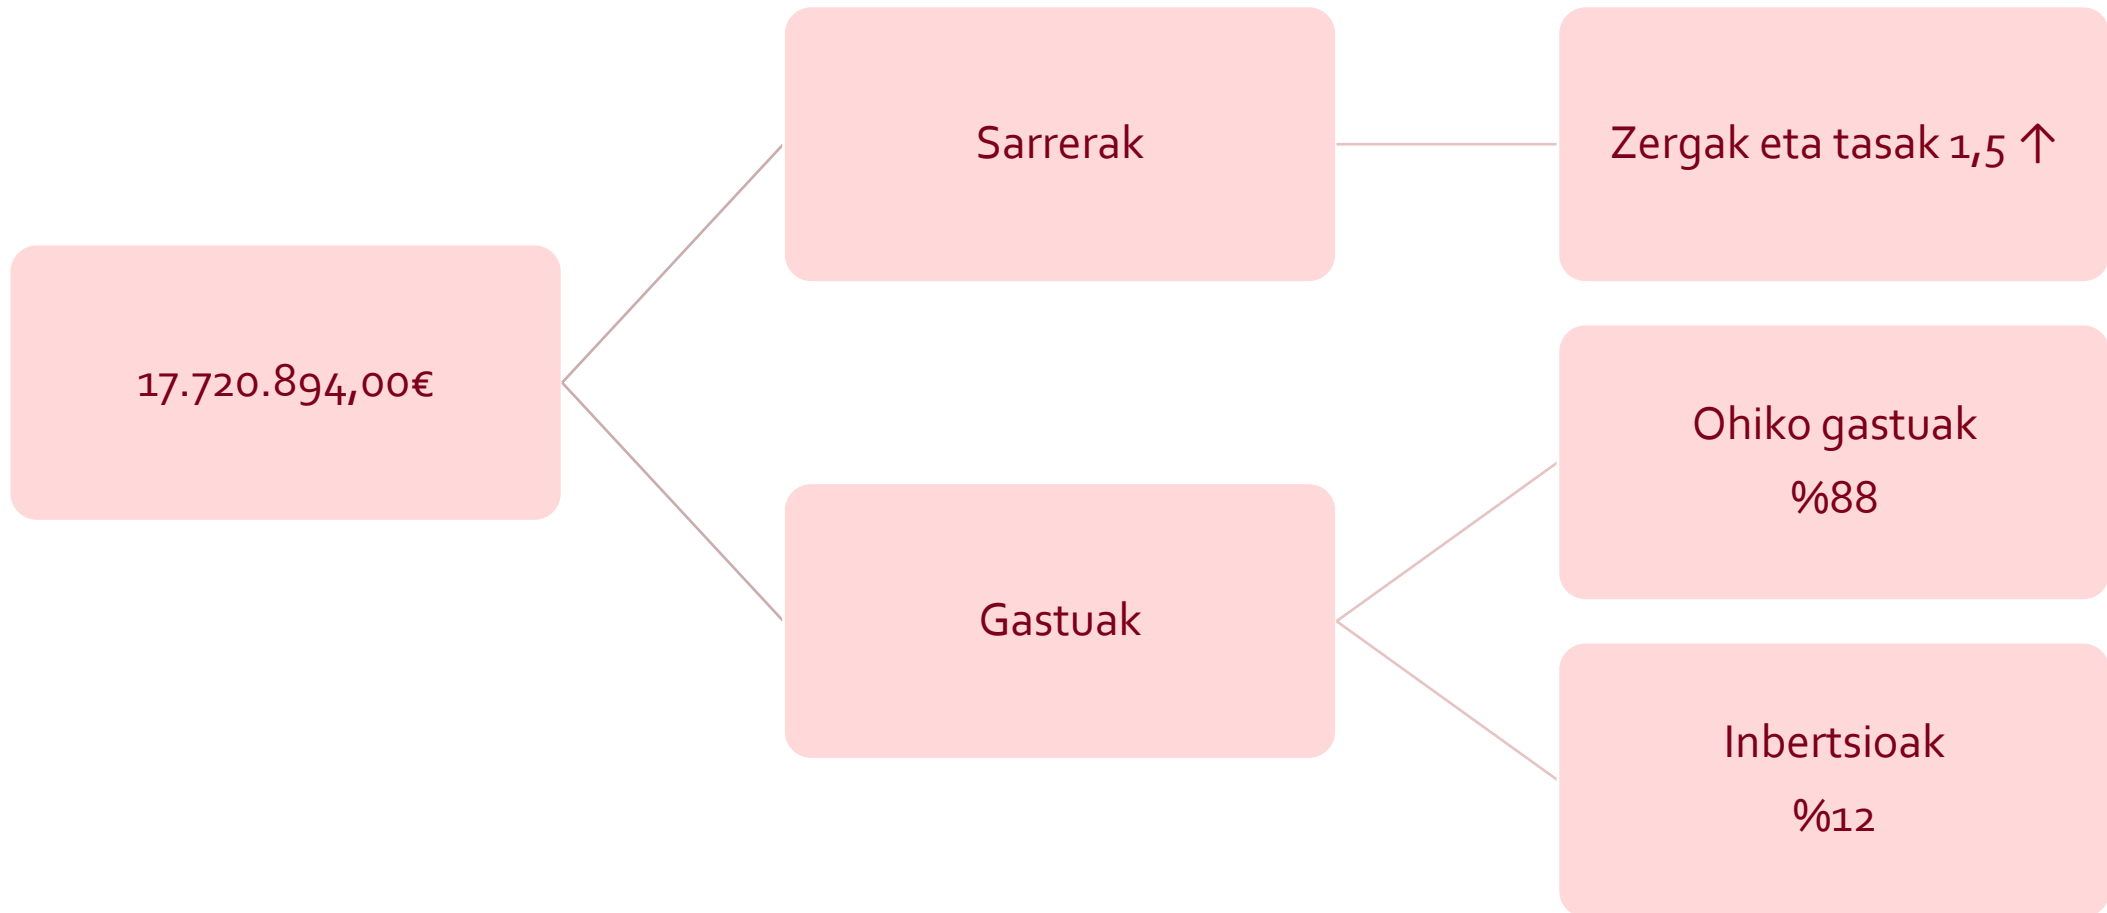 17.720.894,00€
Sarrerak
Zergak eta tasak 1,5 ↑
Gastuak
Ohiko gastuak
%88
Inbertsioak
%12